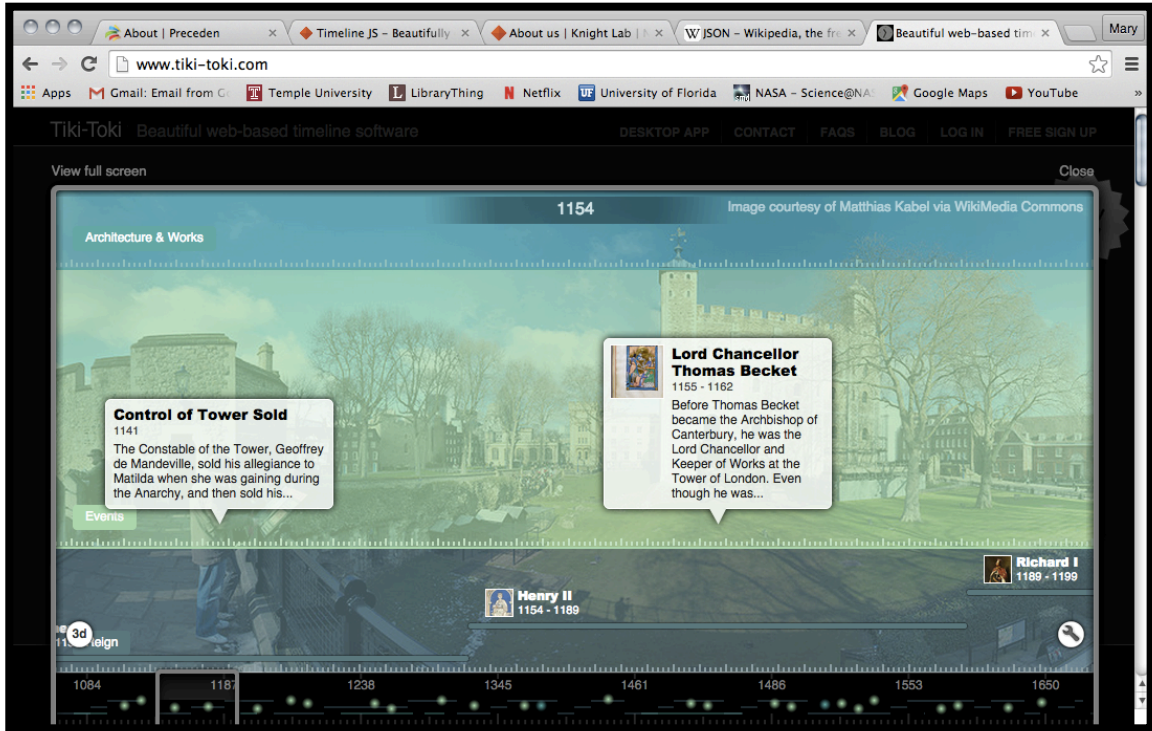 About | Preceden
Timeline JS – Beautifully
About us | Knight Lab | N
W JSON – Wikipedia, the fre
Beautiful web-based tim
Mary
www.tiki-toki.com
Apps
Gmail: Email from Go
Temple University
L LibraryThing
N Netflix
UF University of Florida
NASA – Science@NAS
Google Maps
YouTube
»
Tiki-Toki Beautiful web-based timeline software
DESKTOP APP
CONTACT
FAQS
BLOG
LOG IN
FREE SIGN UP
View full screen
Close
1154
Image courtesy of Matthias Kabel via WikiMedia Commons
Architecture & Works
Lord Chancellor
Thomas Becket
1155 - 1162
Before Thomas Becket
became the Archbishop of
Canterbury, he was the
Lord Chancellor and
Keeper of Works at the
Tower of London. Even
though he was...
Control of Tower Sold
1141
The Constable of the Tower, Geoffrey
de Mandeville, sold his allegiance to
Matilda when she was gaining during
the Anarchy, and then sold his...
Events
Richard I
1189 - 1199
Henry II
1154 - 1189
3d
eign
1084
1187
1238
1345
1461
1486
1553
1650